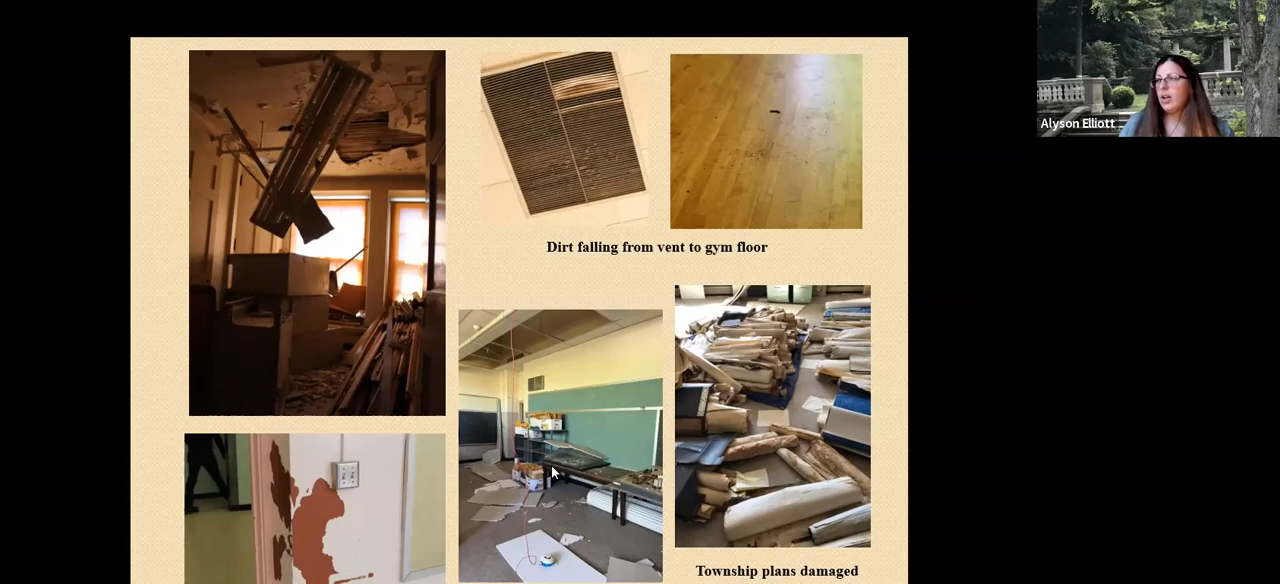 Alyson Elliott
Dirt falling from vent to gym floor
Township plans damaged